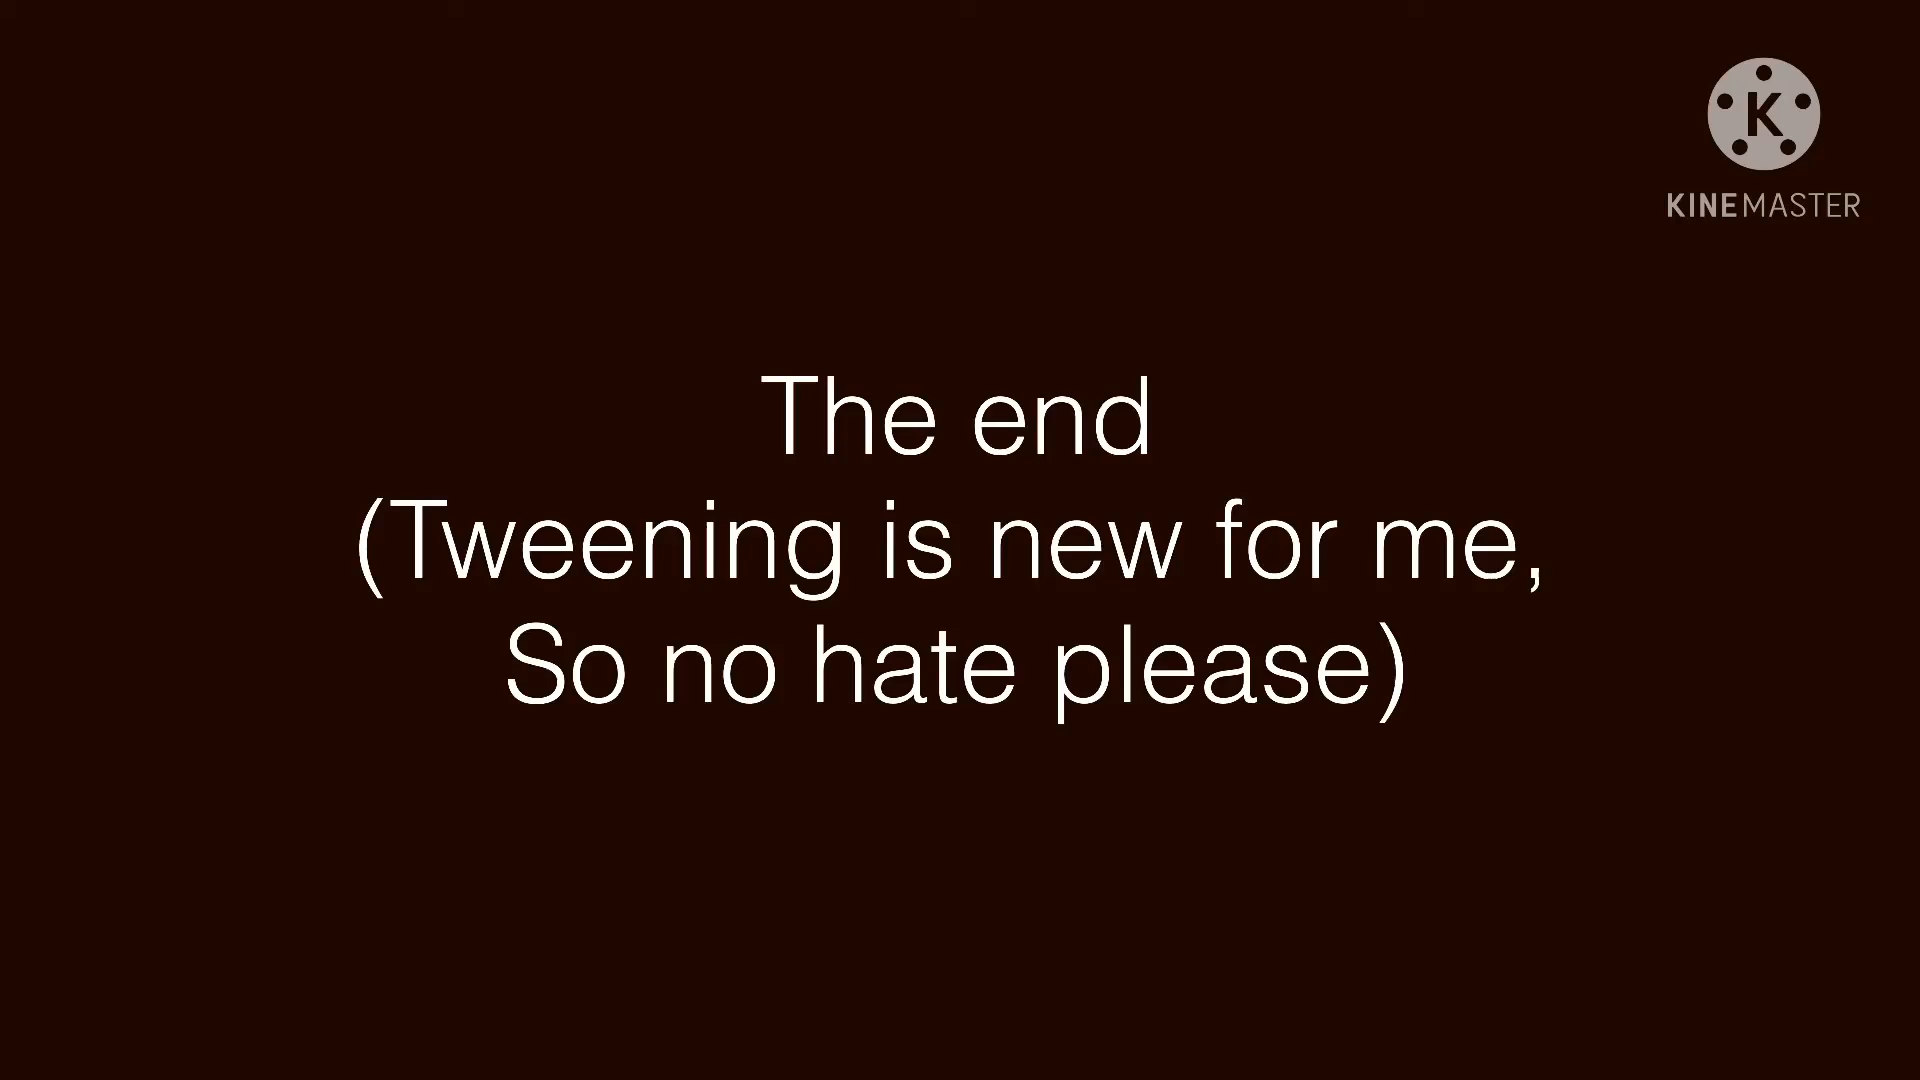 K
KINEMASTER
The end
(Tweening is new for me,
So no hate please)